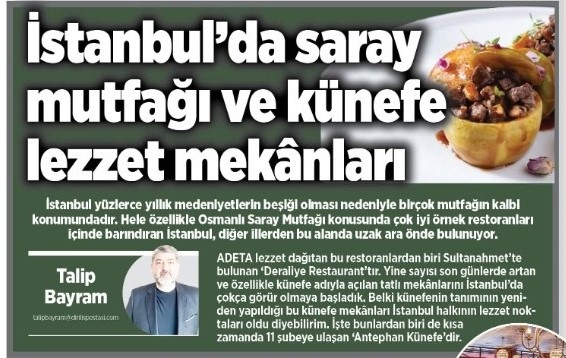 İstanbul'da saray
mutfağı ve künefe
lezzet mekânları
İstanbul yüzlerce yıllık medeniyetlerin beşiği olması nedeniyle birçok mutfağın kalbi
konumundadır. Hele özellikle Osmanlı Saray Mutfağı konusunda çok iyi örnek restoranları
içinde barındıran İstanbul, diğer illerden bu alanda uzak ara önde bulunuyor.
Talip
Bayram
talipbayram@dirilispostasi.com
ADETA lezzet dağıtan bu restoranlardan biri Sultanahmet'te
bulunan 'Deraliye Restaurant'tır. Yine sayısı son günlerde artan
ve özellikle künefe adıyla açılan tatlı mekânlarını İstanbul'da
çokça görür olmaya başladık. Belki künefenin tanımının yeni-
den yapıldığı bu künefe mekânları İstanbul halkının lezzet nok-
taları oldu diyebilirim. İşte bunlardan biri de kısa
zamanda 11 şubeye ulaşan 'Antephan Künefe'dir.